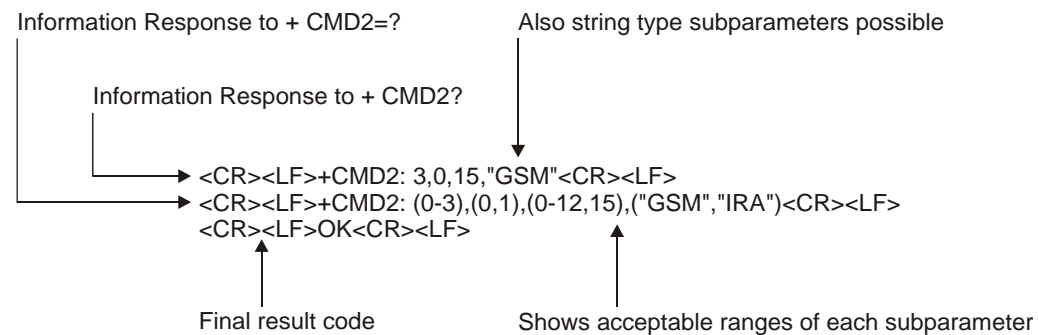 Information Response to + CMD2=?
Also string type subparameters possible
Information Response to + CMD2?
<CR><LF>+CMD2: 3,0,15,"GSM"<CR><LF>
<CR><LF>+CMD2: (0-3),(0,1),(0-12,15),("GSM","IRA")<CR><LF>
<CR><LF>OK<CR><LF>
Final result code
Shows acceptable ranges of each subparameter